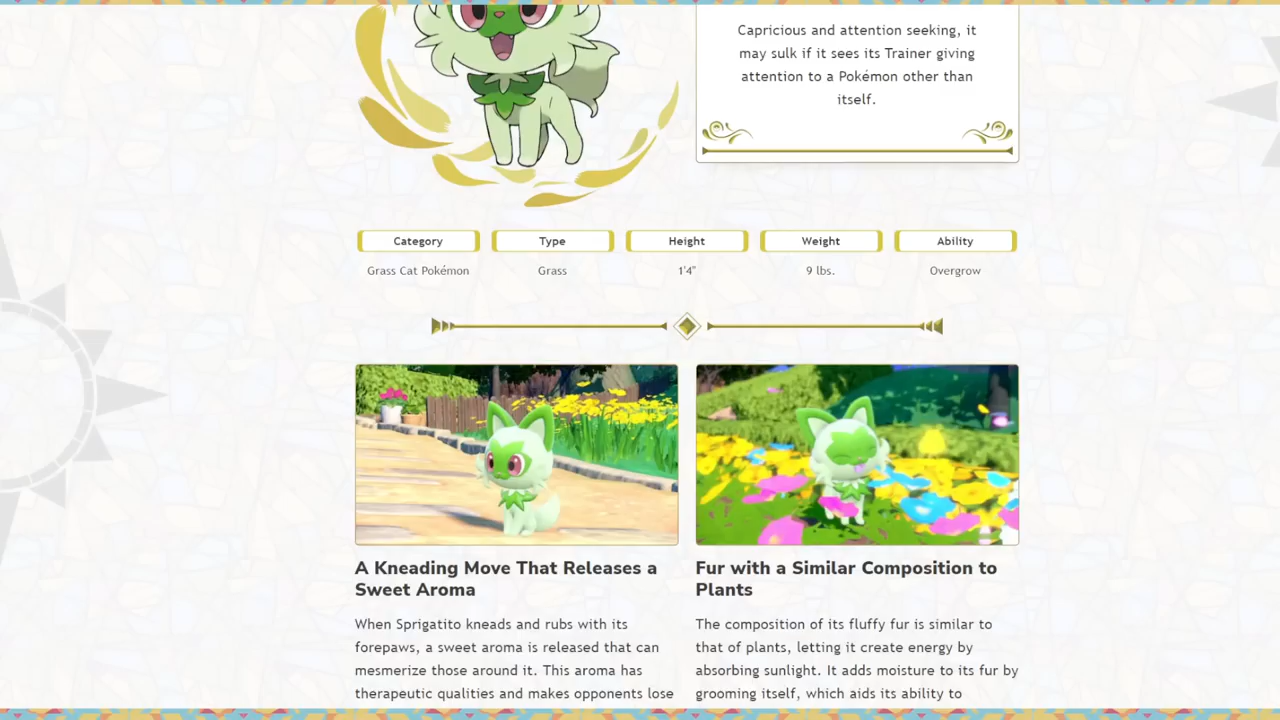 Capricious and attention seeking, it
may sulk if it sees its Trainer giving
attention to a Pokémon other than
itself.
Category
Type
Height
Weight
Ability
Grass Cat Pokémon
Grass
1'4"
9 lbs.
Overgrow
A Kneading Move That Releases a
Sweet Aroma
When Sprigatito kneads and rubs with its
forepaws, a sweet aroma is released that can
mesmerize those around it. This aroma has
therapeutic qualities and makes opponents lose
Fur with a Similar Composition to
Plants
The composition of its fluffy fur is similar to
that of plants, letting it create energy by
absorbing sunlight. It adds moisture to its fur by
grooming itself, which aids its ability to